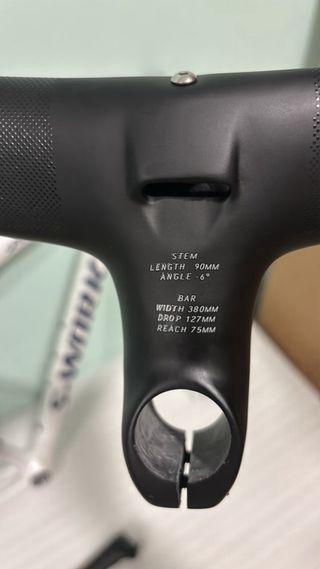 STEM
LENGTH 90MM
ANGLE -6°
BAR
WIDTH 380MM
DROP 127MM
REACH 75MM